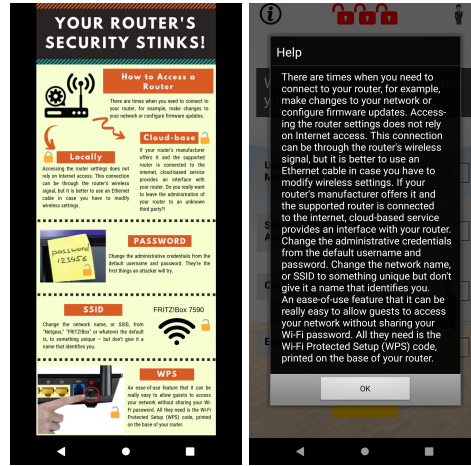 YOUR ROUTER'S
SECURITY STINKS!
How to Access a
Router
There are times when you need to connect to
your router, for example, make changes to
your network or configure firmware updates.
Locally
Accessing the router settings does not
rely on Internet access. This connection
can be through the router's wireless
signal, but it is better to use an Ethernet
cable in case you have to modify
wireless settings.
Cloud-base
If your router's manufacturer
offers it and the supported
router is connected to the
internet, cloud-based service
provides an interface with
your router. Do you really want
to leave the administration of
your router to an unknown
third party?!
password
123456
PASSWORD
Change the administrative credentials from the
default username and password. They're the
first things an attacker will try.
SSID
Change the network name, or SSID, from
"Netgear," "FRITZ!Box" or whatever the default
is, to something unique – but don't give it a
name that identifies you.
FRITZ!Box 7590
WPS
An ease-of-use feature that it can be
really easy to allow guests to access
your network without sharing your Wi-
Fi password. All they need is the Wi-Fi
Protected Setup (WPS) code, printed
on the base of your router.
Help
There are times when you need to
connect to your router, for example,
make changes to your network or
configure firmware updates. Access-
ing the router settings does not rely
on Internet access. This connection
can be through the router's wireless
signal, but it is better to use an
Ethernet cable in case you have to
modify wireless settings. If your
router's manufacturer offers it and
the supported router is connected
to the internet, cloud-based service
provides an interface with your router.
Change the administrative credentials
from the default username and
password. Change the network name,
or SSID to something unique but don't
give it a name that identifies you.
An ease-of-use feature that it can be
really easy to allow guests to access
your network without sharing your
Wi-Fi password. All they need is the
Wi-Fi Protected Setup (WPS) code,
printed on the base of your router.
OK